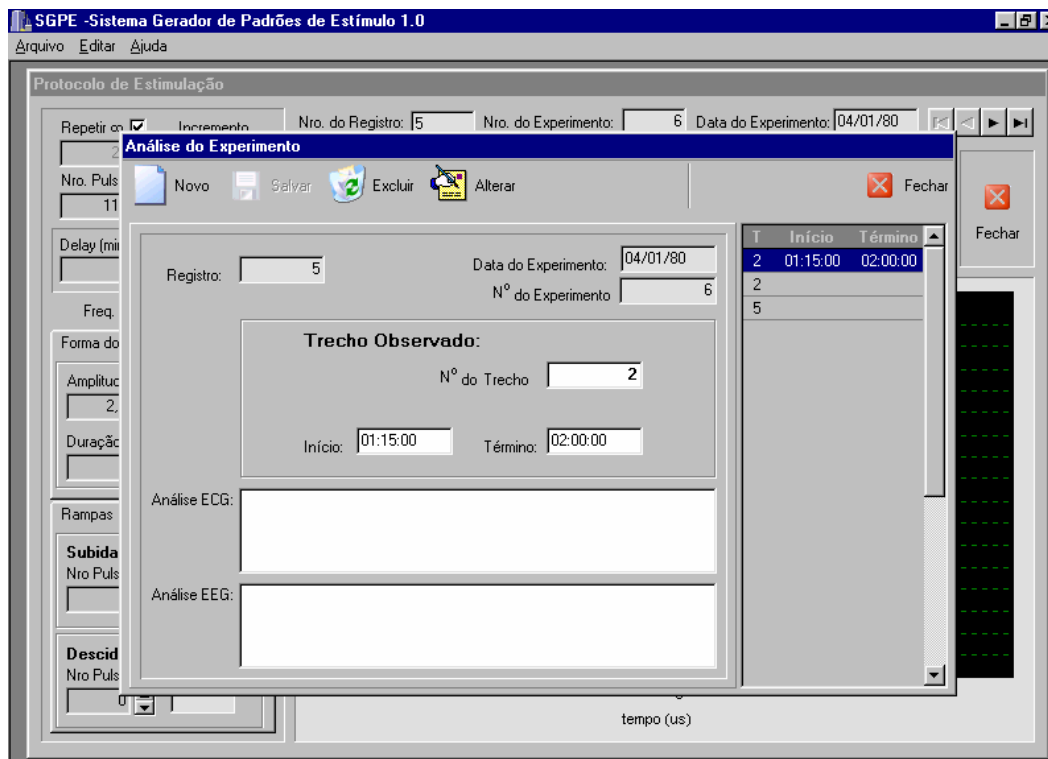 SGPE -Sistema Gerador de Padrões de Estímulo 1.0
Arquivo Editar Ajuda
Protocolo de Estimulação
Repetir Incremento Nro. do Registro: 5 Nro. do Experimento: 6 Data do Experimento: 04/01/80
Análise do Experimento
Novo Salvar Excluir Alterar Fechar
Nro. Puls
11
Delay (mi
Fechar
Registro: 5
Data do Experimento: 04/01/80
Nº do Experimento 6
T Início Término
2 01:15:00 02:00:00
2
5
Freq.
Forma do
Amplituc
2,
Duração
Trecho Observado:
Nº do Trecho 2
Início: 01:15:00 Término: 02:00:00
Análise ECG:
Rampas
Subida
Nro Puls
Análise EEG:
Descid
Nro Puls
0
tempo (us)